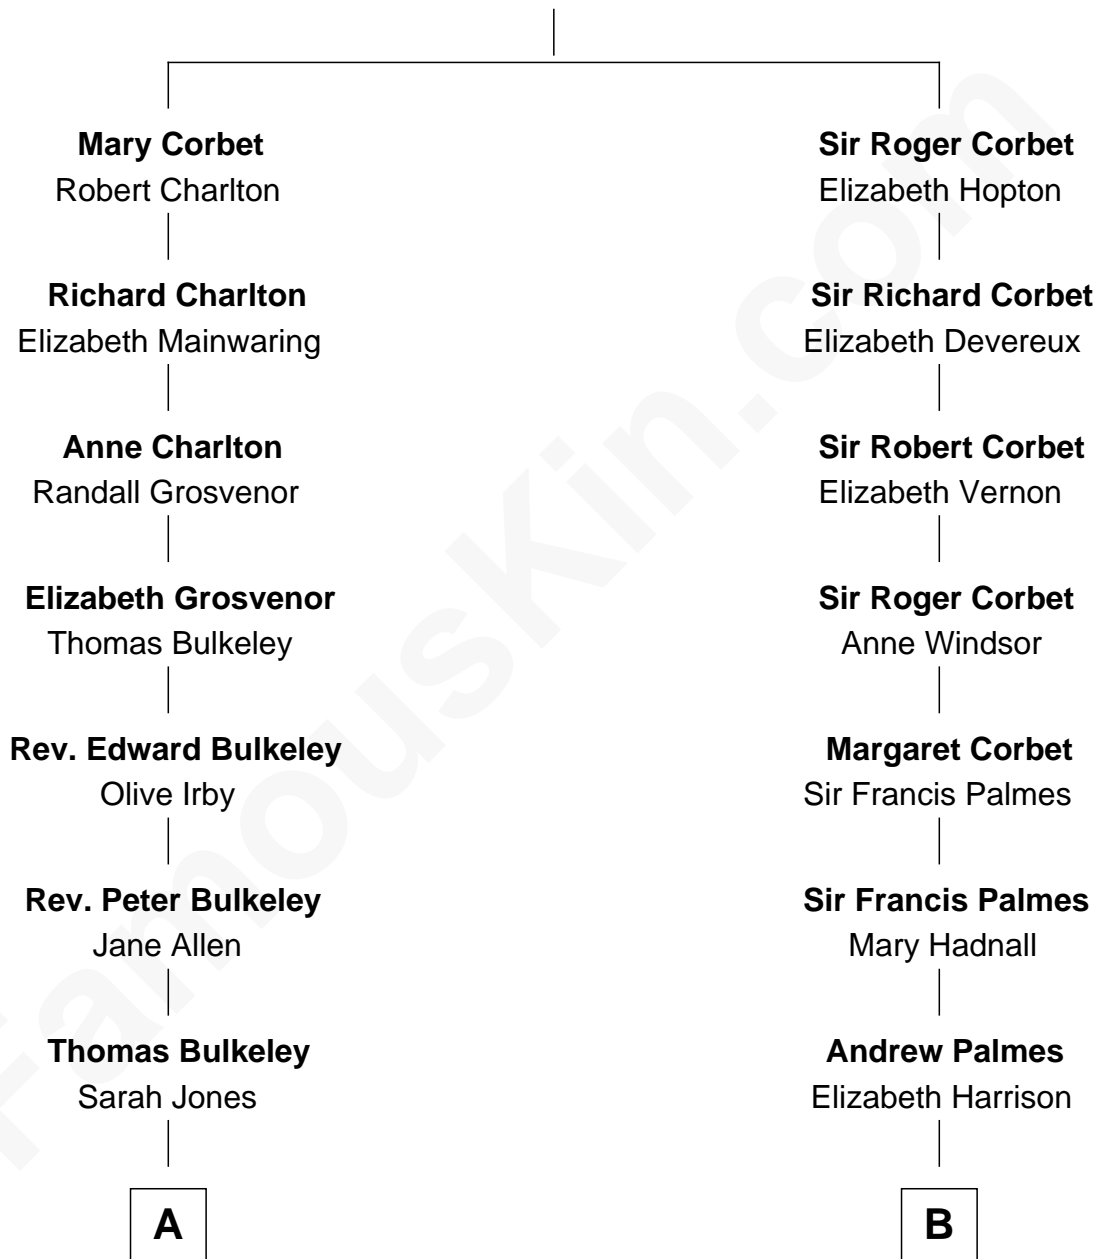 Mary Corbet
Robert Charlton
Richard Charlton
Elizabeth Mainwaring
Anne Charlton
Randall Grosvenor
Elizabeth Grosvenor
Thomas Bulkeley
Rev. Edward Bulkeley
Olive Irby
Rev. Peter Bulkeley
Jane Allen
Thomas Bulkeley
Sarah Jones
A
Sir Roger Corbet
Elizabeth Hopton
Sir Richard Corbet
Elizabeth Devereux
Sir Robert Corbet
Elizabeth Vernon
Sir Roger Corbet
Anne Windsor
Margaret Corbet
Sir Francis Palmes
Sir Francis Palmes
Mary Hadnall
Andrew Palmes
Elizabeth Harrison
B
FamousKin.com